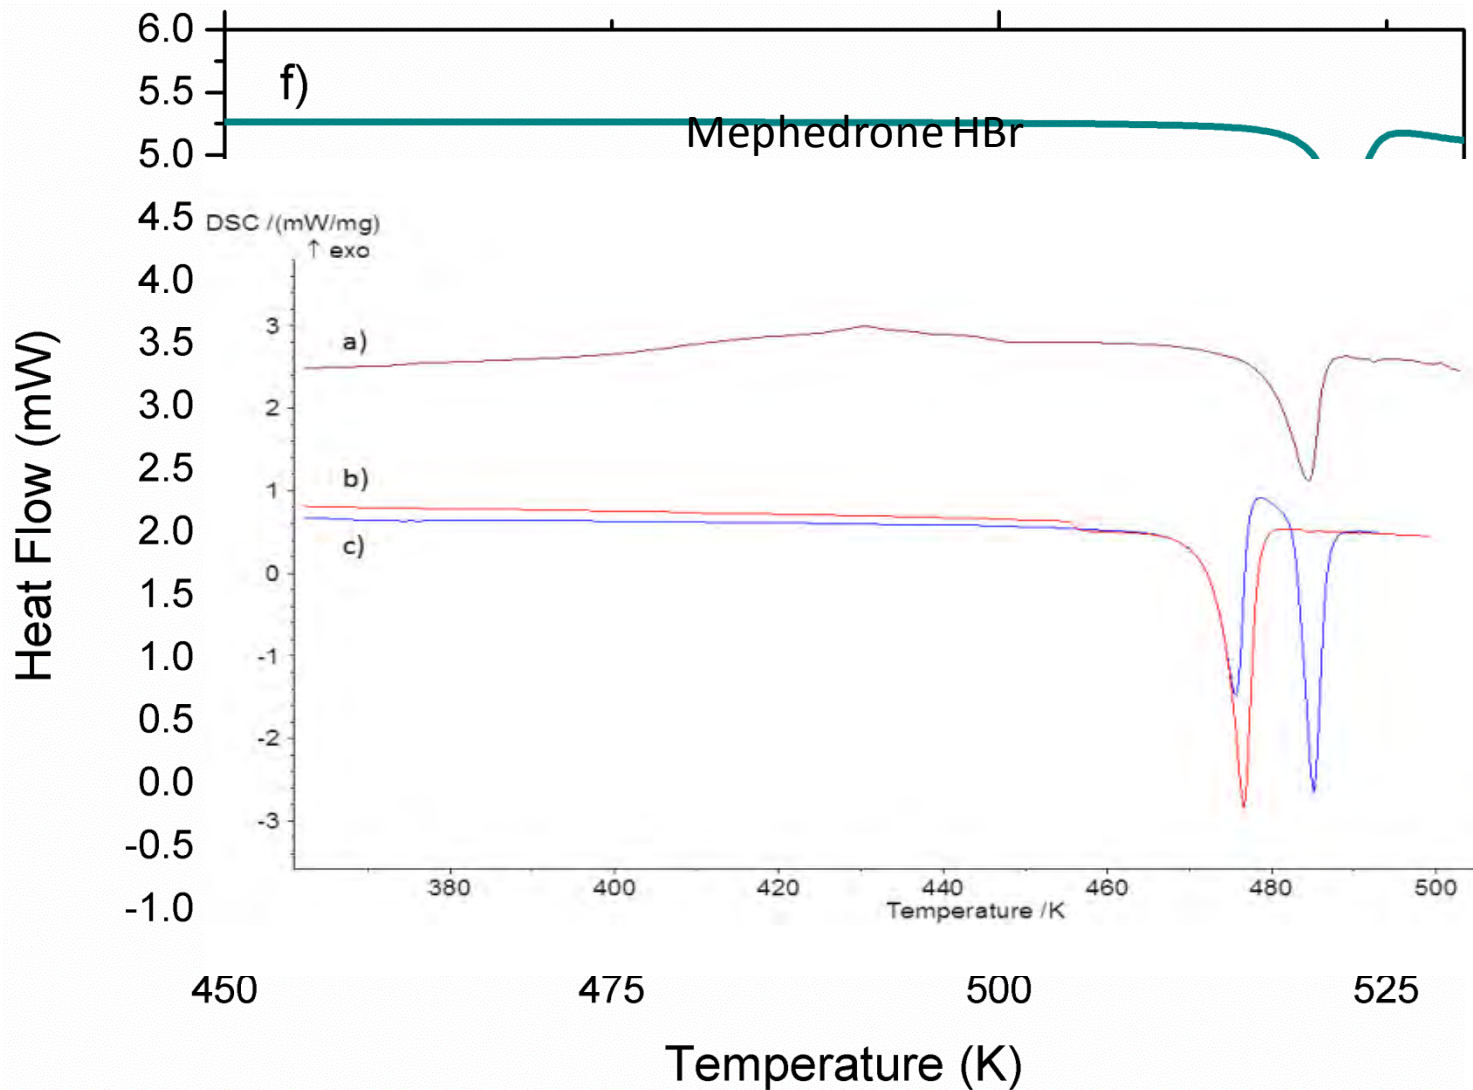 6.0
f)
5.5
Mephedrone HBr
5.0
4.5
DSC /(mW/mg)
↑ exo
4.0
3
a)
3.5
Heat Flow (mW)
3.0
2
2.5
b)
1
2.0
c)
0
1.5
1.0
-1
0.5
-2
0.0
-3
-0.5
380 400 420 440 460 480 500
-1.0
Temperature /K
450 475 500 525
Temperature (K)